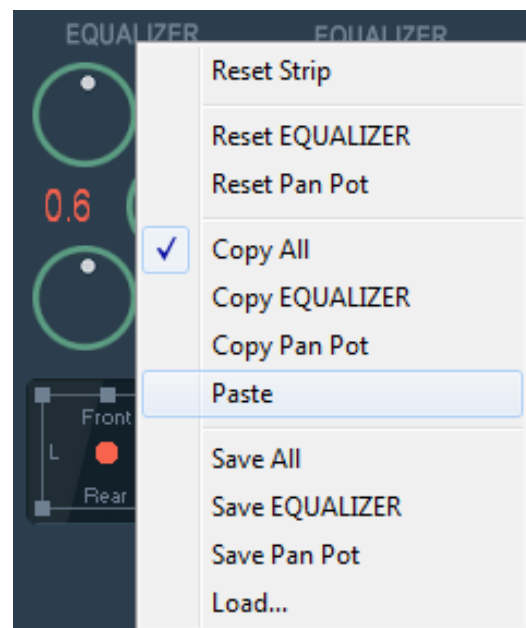 EQUALIZER EQUALIZER
Reset Strip
Reset EQUALIZER
0.6
Reset Pan Pot
Copy All
Copy EQUALIZER
Copy Pan Pot
Paste
Front
L
Rear
Save All
Save EQUALIZER
Save Pan Pot
Load...